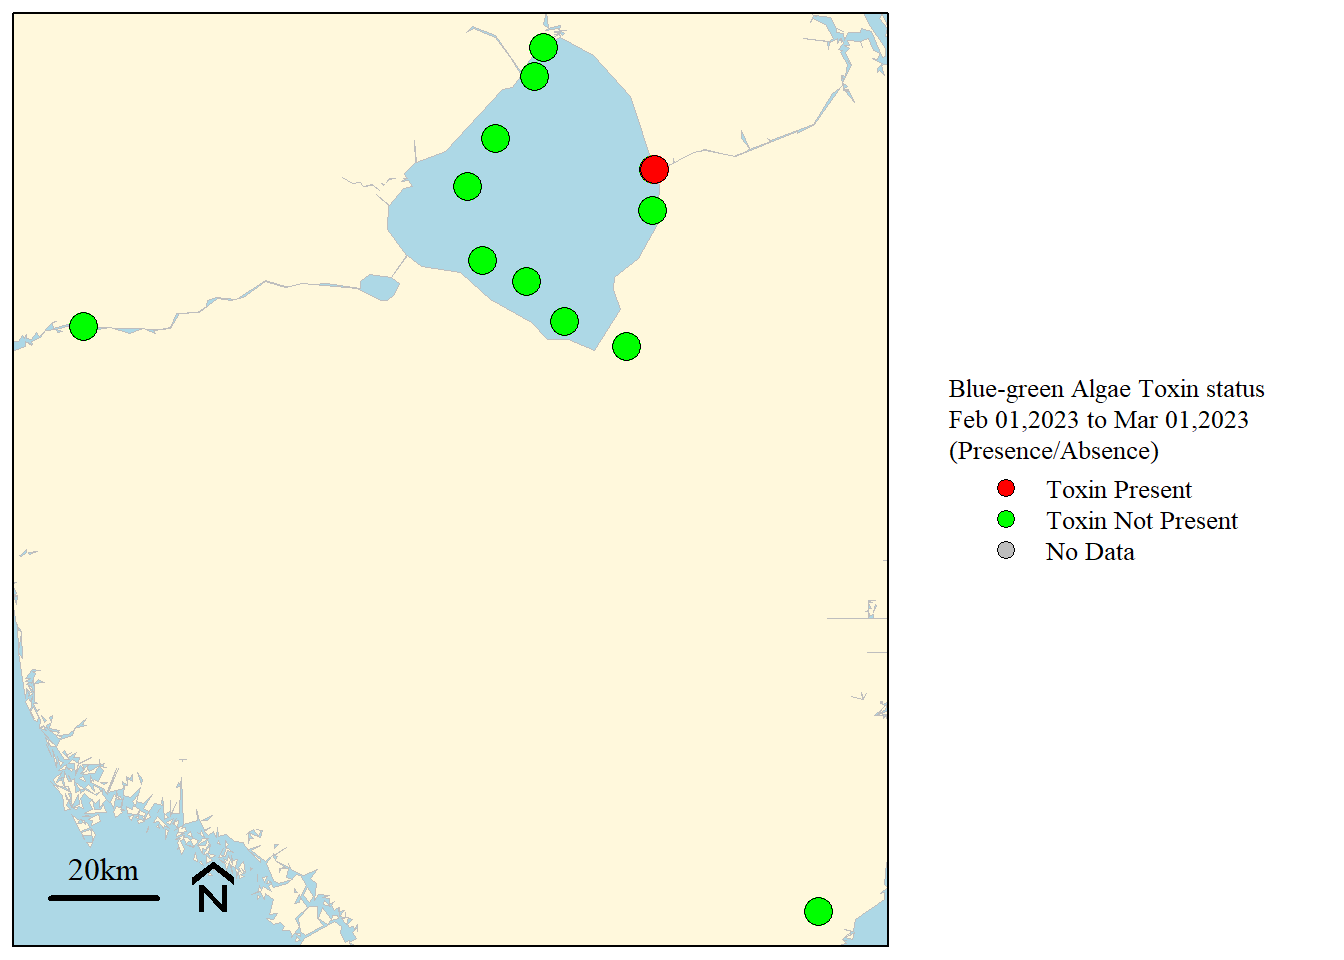 Blue-green Algae Toxin status
Feb 01,2023 to Mar 01,2023
(Presence/Absence)
Toxin Present
Toxin Not Present
No Data
20km
N